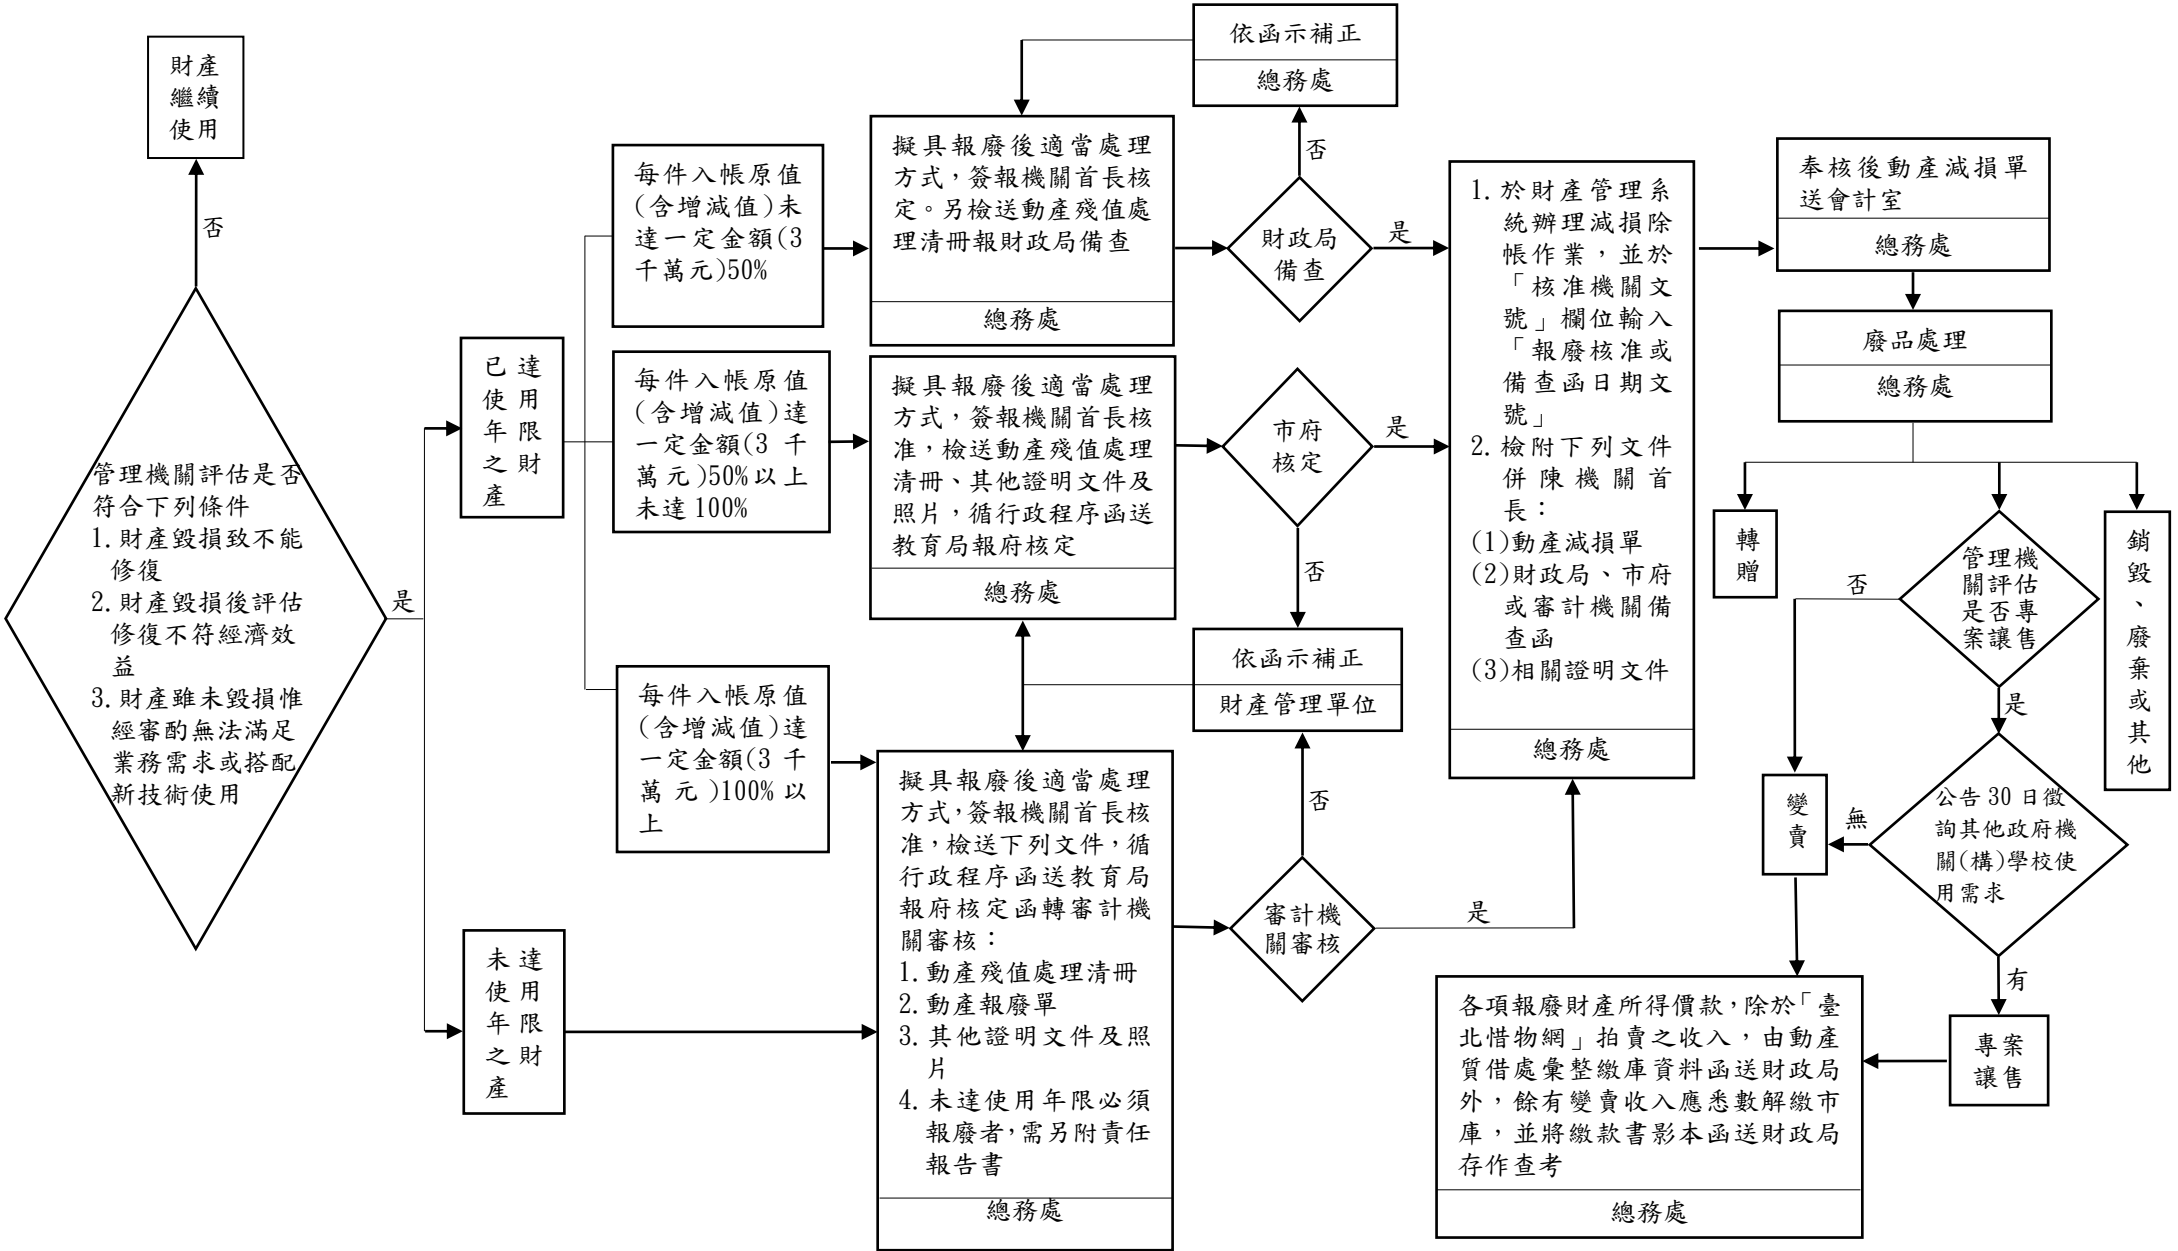 財產
繼續
使用
否
管理機關評估是否
符合下列條件
1.財產毀損致不能
修復
2.財產毀損後評估
修復不符經濟效
益
3.財產雖未毀損惟
經審酌無法滿足
業務需求或搭配
新技術使用
是
已達
使用
年限
之財
產
未達
使用
年限
之財
產
每件入帳原值
(含增減值)未
達一定金額(3
千萬元)50%
每件入帳原值
(含增減值)達
一定金額(3 千
萬元)50%以上
未達 100%
每件入帳原值
(含增減值)達
一定金額(3 千
萬元)100%以
上
擬具報廢後適當處理
方式，簽報機關首長核
定。另檢送動產殘值處
理清冊報財政局備查
總務處
擬具報廢後適當處理
方式，簽報機關首長核
准，檢送動產殘值處理
清冊、其他證明文件及
照片，循行政程序函送
教育局報府核定
總務處
擬具報廢後適當處理
方式，簽報機關首長核
准，檢送下列文件，循
行政程序函送教育局
報府核定函轉審計機
關審核：
1.動產殘值處理清冊
2.動產報廢單
3.其他證明文件及照
片
4.未達使用年限必須
報廢者，需另附責任
報告書
總務處
依函示補正
總務處
否
財政局
備查
是
市府
核定
是
否
依函示補正
財產管理單位
否
審計機
關審核
是
1.於財產管理系
統辦理減損除
帳作業，並於
「核准機關文
號」欄位輸入
「報廢核准或
備查函日期文
號」
2.檢附下列文件
併陳機關首
長：
(1)動產減損單
(2)財政局、市府
或審計機關備
查函
(3)相關證明文件
總務處
奉核後動產減損單
送會計室
總務處
廢品處理
總務處
轉
贈
管理機
關評估
是否專
案讓售
否
是
銷
毀
、
廢
棄
或
其
他
變
賣
無
公告 30 日徵
詢其他政府機
關(構)學校使
用需求
有
專案
讓售
各項報廢財產所得價款，除於「臺
北惜物網」拍賣之收入，由動產
質借處彙整繳庫資料函送財政局
外，餘有變賣收入應悉數解繳市
庫，並將繳款書影本函送財政局
存作查考
總務處